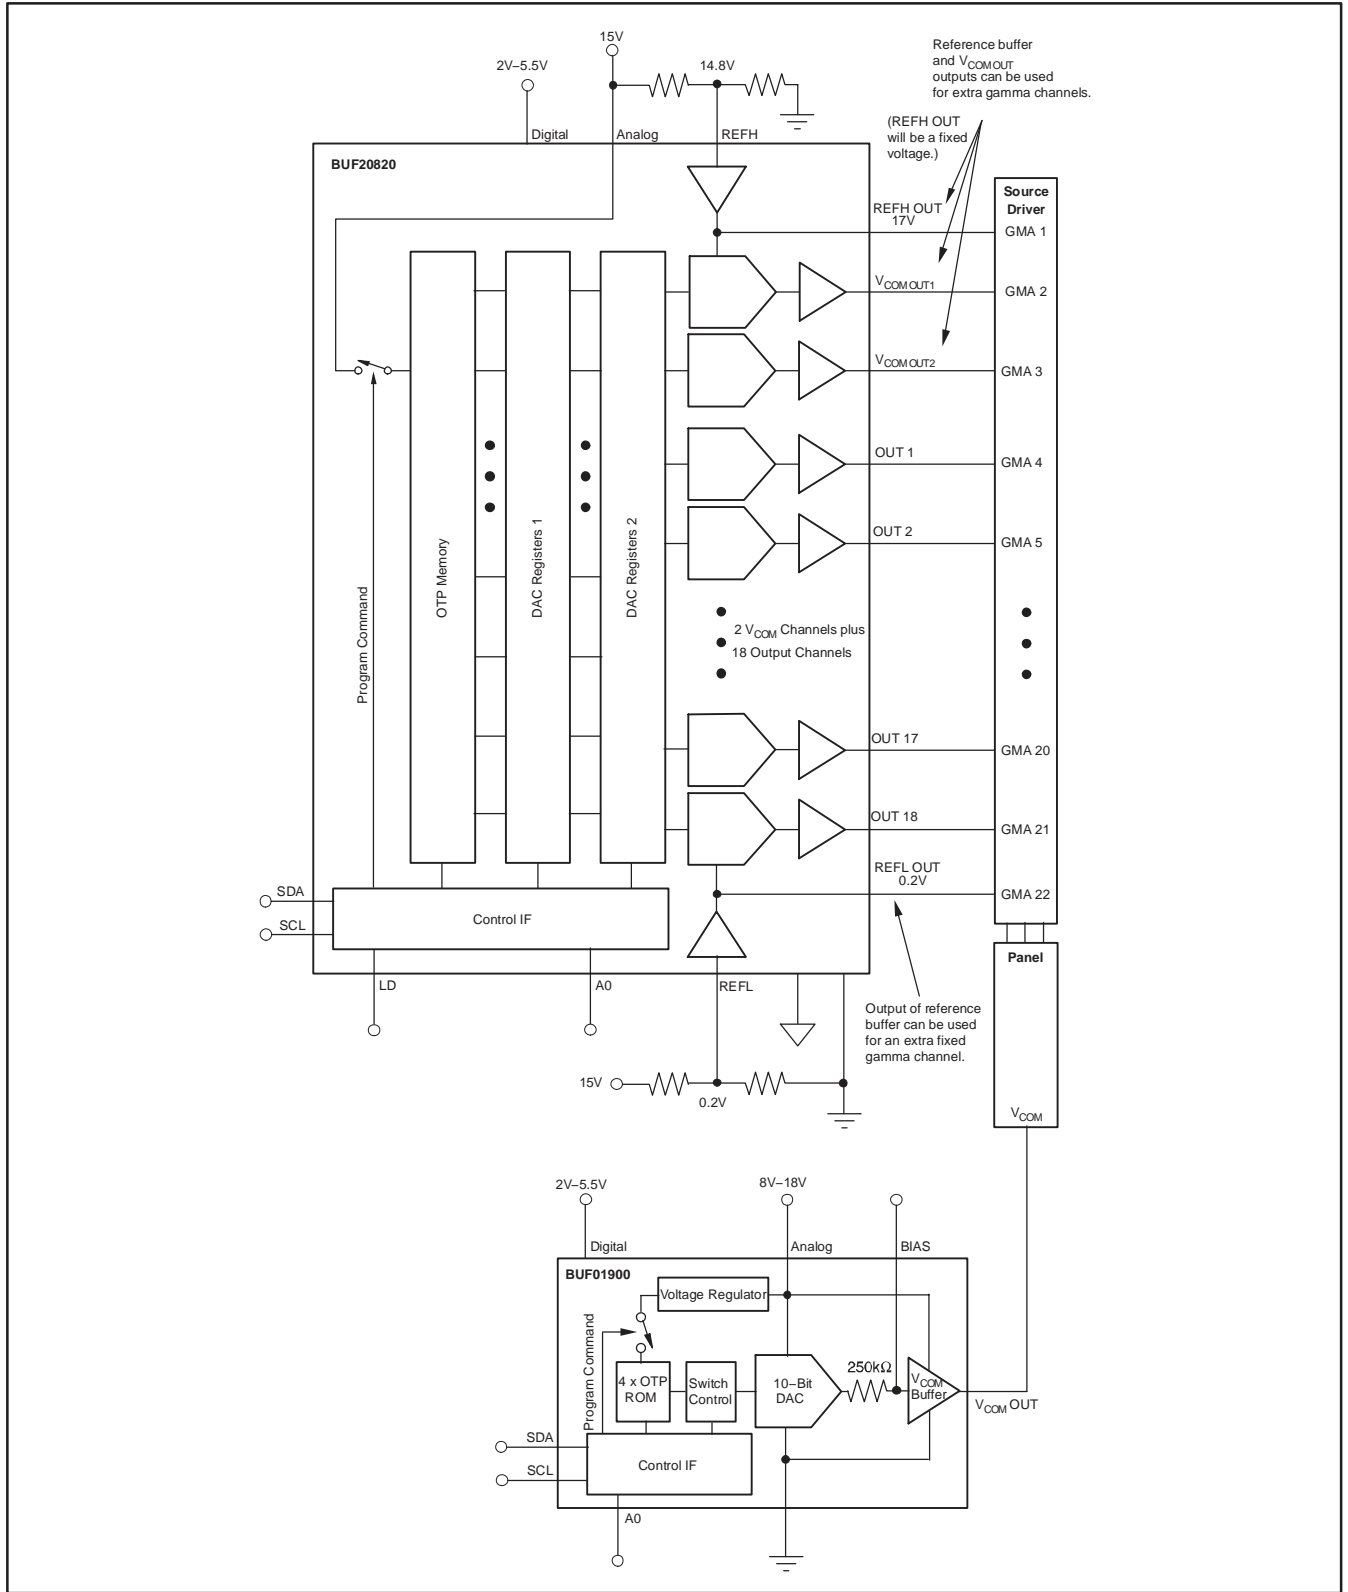 15V
2V–5.5V
14.8V
Reference buffer
and VCOM OUT
outputs can be used
for extra gamma channels.
(REFH OUT
will be a fixed
voltage.)
Digital
Analog
REFH
BUF20820
Source
Driver
REFH OUT
17V
GMA 1
VCOM OUT1
GMA 2
VCOM OUT2
GMA 3
OUT 1
GMA 4
OUT 2
GMA 5
Program Command
OTP Memory
DAC Registers 1
DAC Registers 2
2 VCOM Channels plus
18 Output Channels
OUT 17
GMA 20
OUT 18
GMA 21
REFL OUT
0.2V
GMA 22
SDA
SCL
Control IF
LD
A0
REFL
Panel
Output of reference
buffer can be used
for an extra fixed
gamma channel.
15V
0.2V
VCOM
2V–5.5V
8V–18V
Digital
Analog
BIAS
BUF01900
Voltage Regulator
Program Command
4 x OTP
ROM
Switch
Control
10–Bit
DAC
250kΩ
VCOM
Buffer
VCOM OUT
SDA
SCL
Control IF
A0